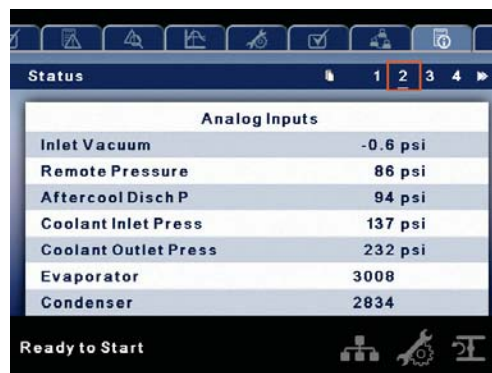 Status 1 2 3 4
Analog Inputs
Inlet Vacuum -0.6 psi
Remote Pressure 86 psi
Aftercool Disch P 94 psi
Coolant Inlet Press 137 psi
Coolant Outlet Press 232 psi
Evaporator 3008
Condenser 2834
Ready to Start